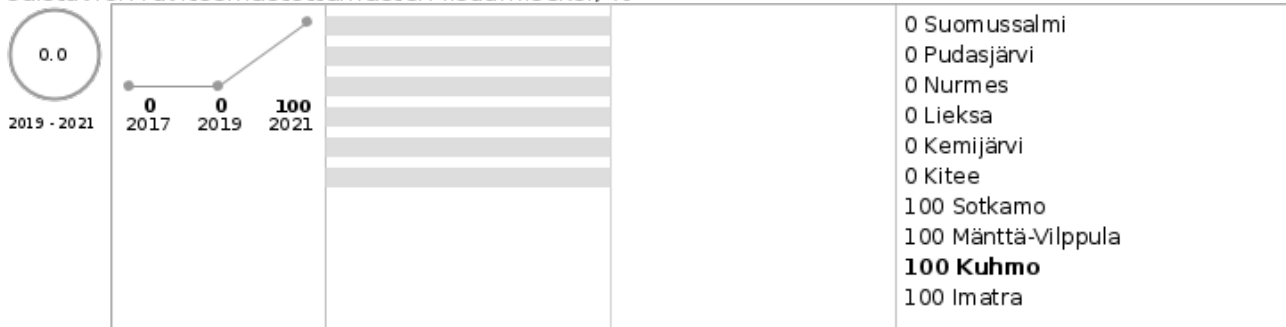 0.0
2019 - 2021
0 0 100
2017 2019 2021
0 Suomussalmi
0 Pudasjärvi
0 Nurmes
0 Lieksa
0 Kemijärvi
0 Kitee
100 Sotkamo
100 Mänttä-Vilppula
100 Kuhmo
100 Imatra